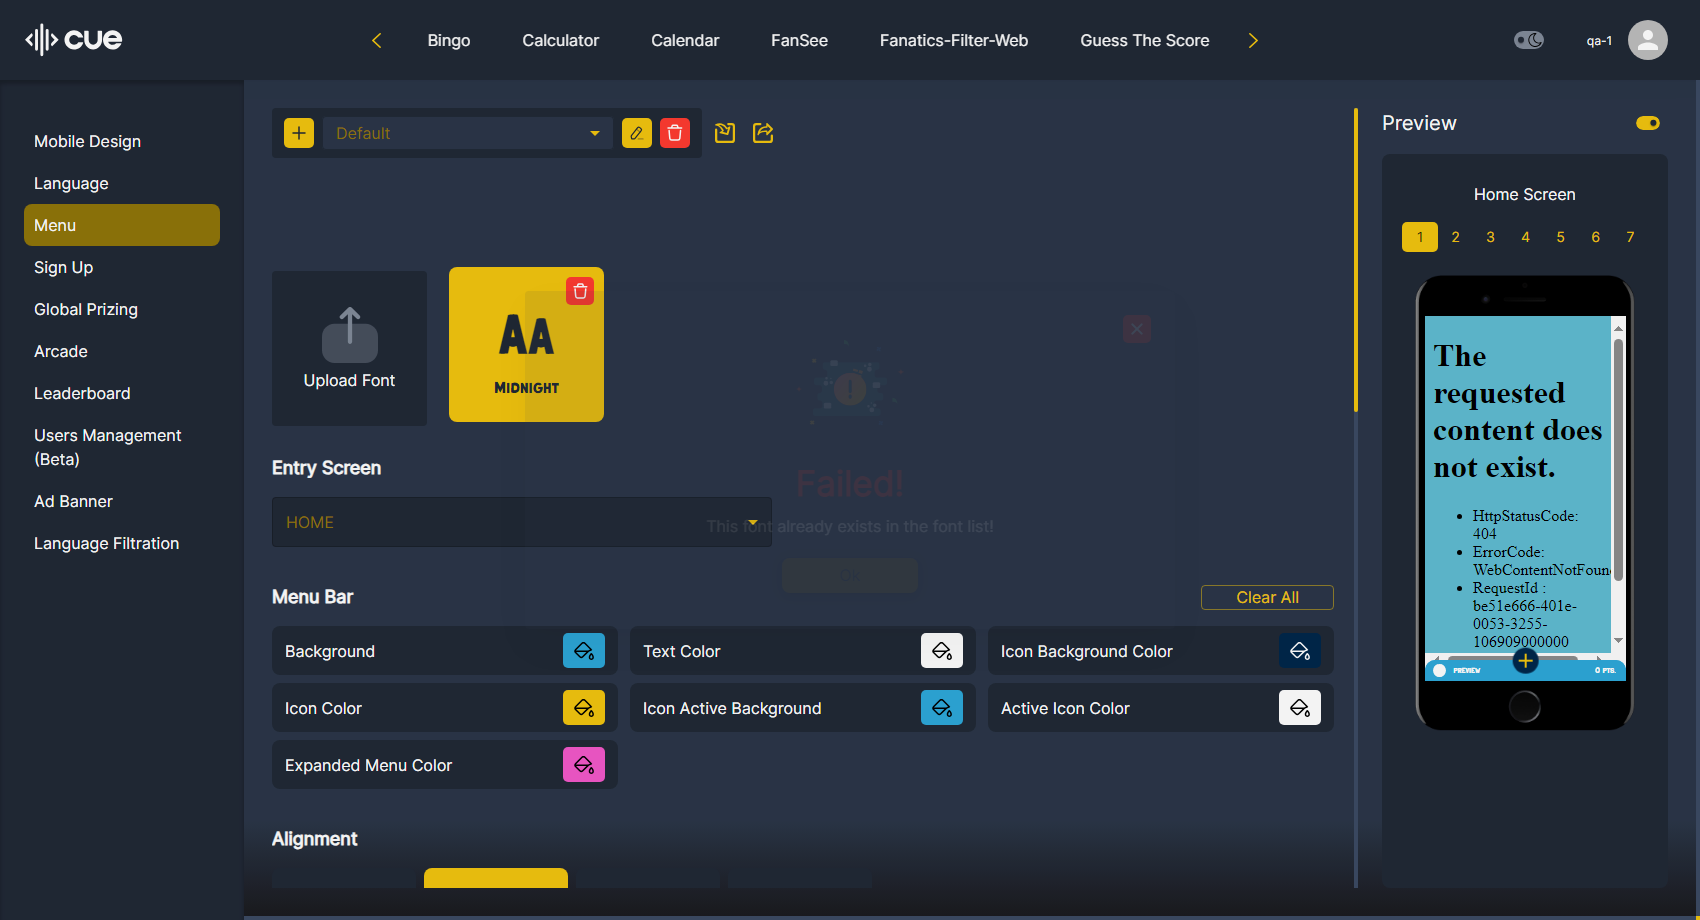 cue
Bingo
Calculator
Calendar
FanSee
Fanatics-Filter-Web
Guess The Score
qa-1
Mobile Design
Language
Menu
Sign Up
Global Prizing
Arcade
Leaderboard
Users Management
(Beta)
Ad Banner
Language Filtration
Default
Upload Font
AA
MIDNIGHT
Failed!
This font already exists in the font list!
Ok
Entry Screen
HOME
Menu Bar
Clear All
Background
Text Color
Icon Background Color
Icon Color
Icon Active Background
Active Icon Color
Expanded Menu Color
Alignment
Preview
Home Screen
1 2 3 4 5 6 7
The
requested
content does
not exist.
HttpStatusCode:
404
ErrorCode:
WebContentNotFoun
RequestId :
be51e666-401e-
0053-3255-
106909000000
PREVIEW
0 PTS.